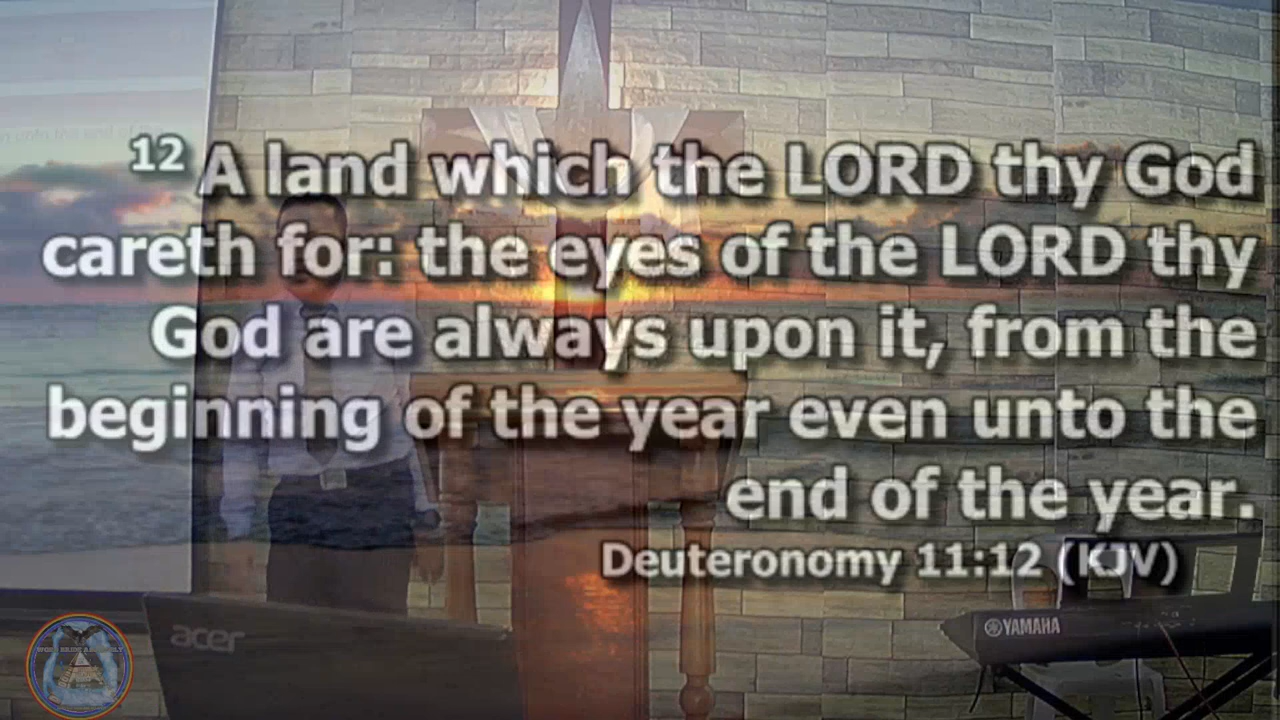 12 A land which the LORD thy God
careth for: the eyes of the LORD thy
God are always upon it, from the
beginning of the year even unto the
end of the year.
Deuteronomy 11:12 (KJV)
acer
YAMAHA